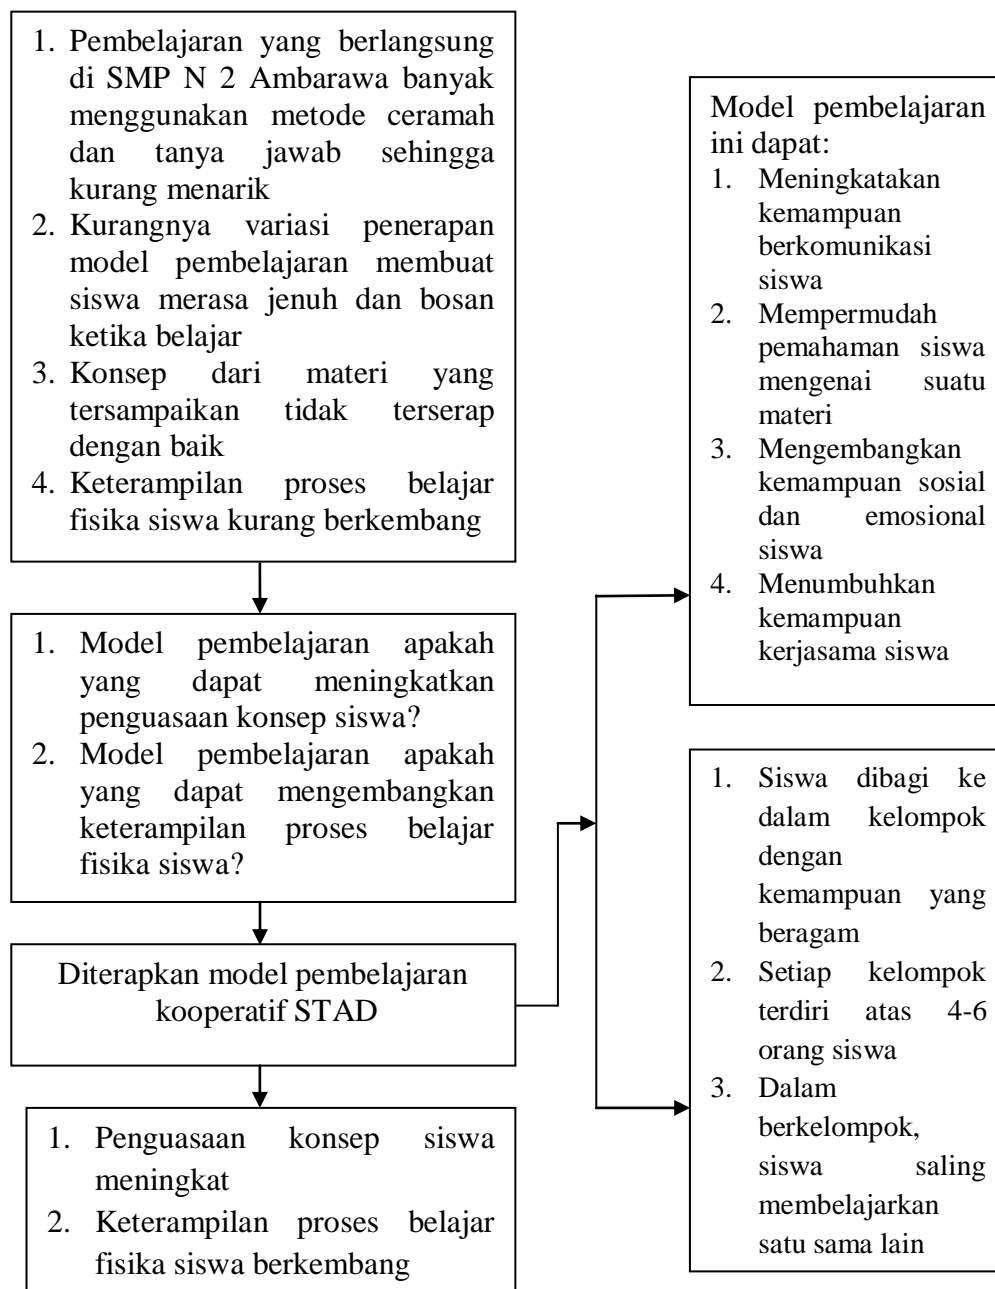 1. Pembelajaran yang berlangsung
di SMP N 2 Ambarawa banyak
menggunakan metode ceramah
dan tanya jawab sehingga
kurang menarik
2. Kurangnya variasi penerapan
model pembelajaran membuat
siswa merasa jenuh dan bosan
ketika belajar
3. Konsep dari materi yang
tersampaikan tidak terserap
dengan baik
4. Keterampilan proses belajar
fisika siswa kurang berkembang
1. Model pembelajaran apakah
yang dapat meningkatkan
penguasaan konsep siswa?
2. Model pembelajaran apakah
yang dapat mengembangkan
keterampilan proses belajar
fisika siswa?
Diterapkan model pembelajaran
kooperatif STAD
1. Penguasaan konsep siswa
meningkat
2. Keterampilan proses belajar
fisika siswa berkembang
Model pembelajaran
ini dapat:
1. Meningkatakan
kemampuan
berkomunikasi
siswa
2. Mempermudah
pemahaman siswa
mengenai suatu
materi
3. Mengembangkan
kemampuan sosial
dan emosional
siswa
4. Menumbuhkan
kemampuan
kerjasama siswa
1. Siswa dibagi ke
dalam kelompok
dengan
kemampuan yang
beragam
2. Setiap kelompok
terdiri atas 4-6
orang siswa
3. Dalam
berkelompok,
siswa saling
membelajarkan
satu sama lain